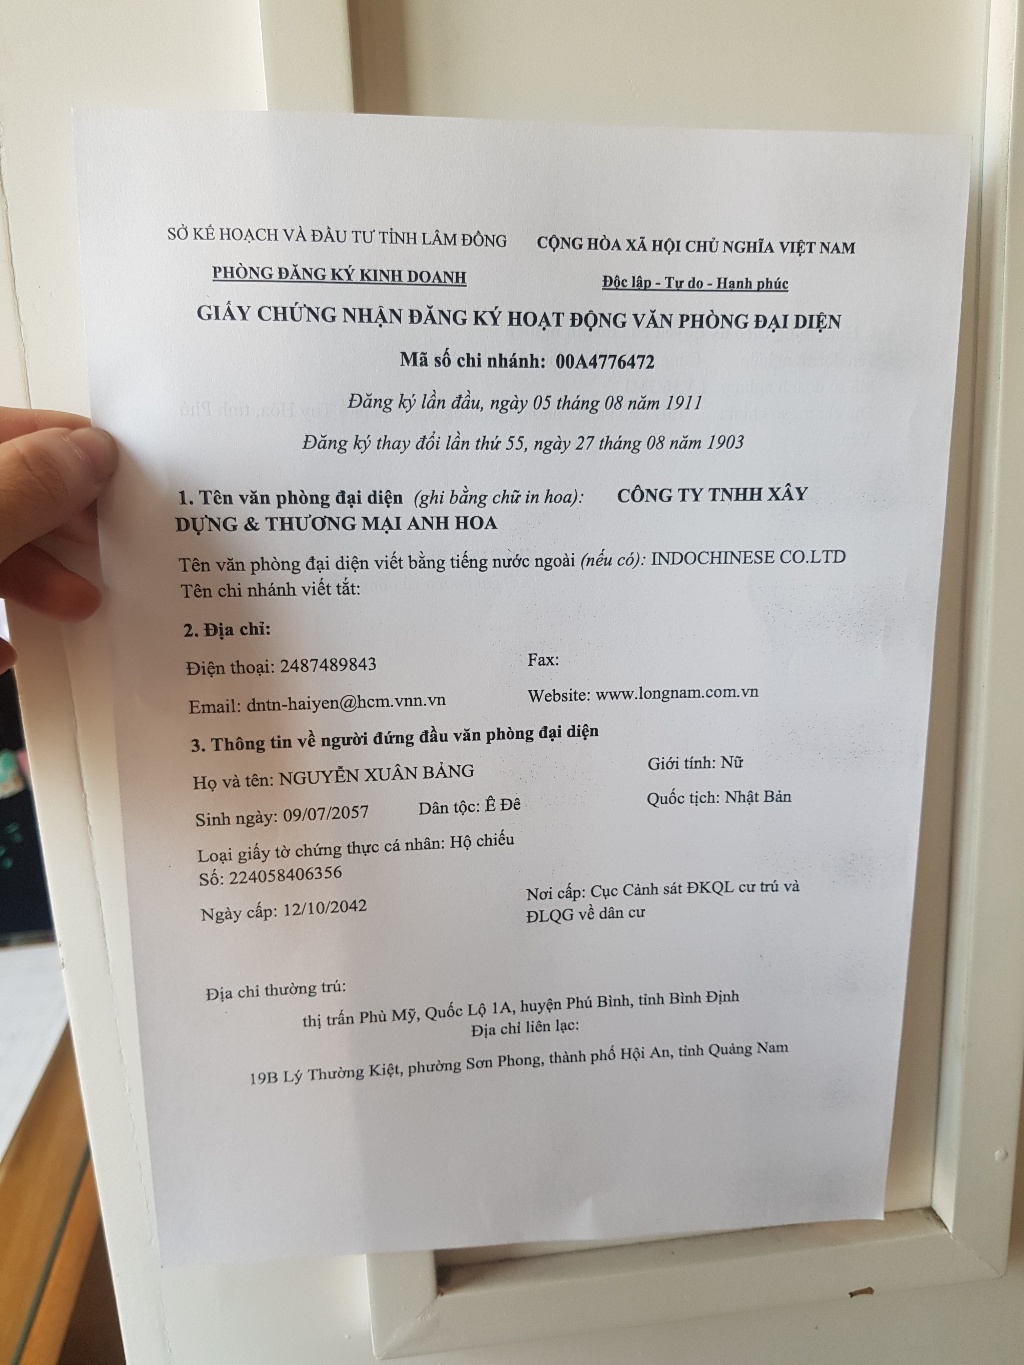 SỞ KẾ HOẠCH VÀ ĐẦU TƯ TỈNH LÂM ĐỒNG
CỘNG HÒA XÃ HỘI CHỦ NGHĨA VIỆT NAM
PHÒNG ĐĂNG KÝ KINH DOANH
Độc lập - Tự do - Hạnh phúc
GIẤY CHỨNG NHẬN ĐĂNG KÝ HOẠT ĐỘNG VĂN PHÒNG ĐẠI DIỆN
Mã số chi nhánh: 00A4776472
Đăng ký lần đầu, ngày 05 tháng 08 năm 1911
Đăng ký thay đổi lần thứ 55, ngày 27 tháng 08 năm 1903
1. Tên văn phòng đại diện (ghi bằng chữ in hoa): CÔNG TY TNHH XÂY
DỰNG & THƯƠNG MẠI ANH HOA
Tên văn phòng đại diện viết bằng tiếng nước ngoài (nếu có): INDOCHINESE CO.LTD
Tên chi nhánh viết tắt:
2. Địa chỉ:
Điện thoại: 2487489843
Fax:
Email: dntn-haiyen@hcm.vnn.vn
Website: www.longnam.com.vn
3. Thông tin về người đứng đầu văn phòng đại diện
Họ và tên: NGUYỄN XUÂN BẢNG
Giới tính: Nữ
Sinh ngày: 09/07/2057
Dân tộc: Ê Đê
Quốc tịch: Nhật Bản
Loại giấy tờ chứng thực cá nhân: Hộ chiếu
Số: 224058406356
Ngày cấp: 12/10/2042
Nơi cấp: Cục Cảnh sát ĐKQL cư trú và
ĐLQG về dân cư
Địa chỉ thường trú:
thị trấn Phù Mỹ, Quốc Lộ 1A, huyện Phú Bình, tỉnh Bình Định
Địa chỉ liên lạc:
19B Lý Thường Kiệt, phường Sơn Phong, thành phố Hội An, tỉnh Quảng Nam